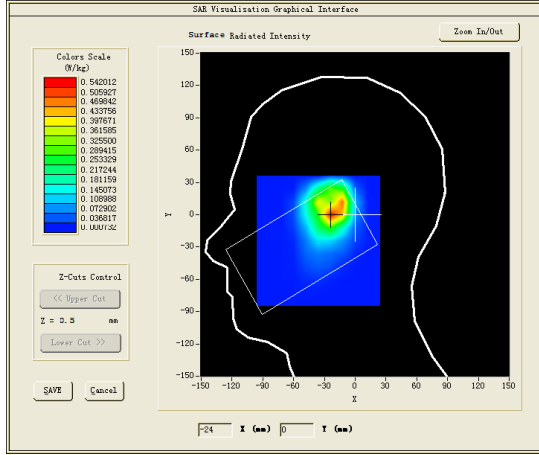 SAR Visualisation Graphical Interface
Surface Radiated Intensity
Zoom In/Out
Colors Scale
(W/kg)
0.542012
0.505927
0.469842
0.433756
0.397671
0.361585
0.325500
0.289415
0.253329
0.217244
0.181159
0.145073
0.108988
0.072902
0.036817
0.000732
Z-Cuts Control
<< Upper Cut
Z = 3.5 mm
Lower Cut >>
SAVE Cancel
150
120
90
60
30
0
-30
-60
-90
-120
-150
Y
-150 -120 -90 -60 -30 0 30 60 90 120 150
X
-24 X (mm) 0 Y (mm)